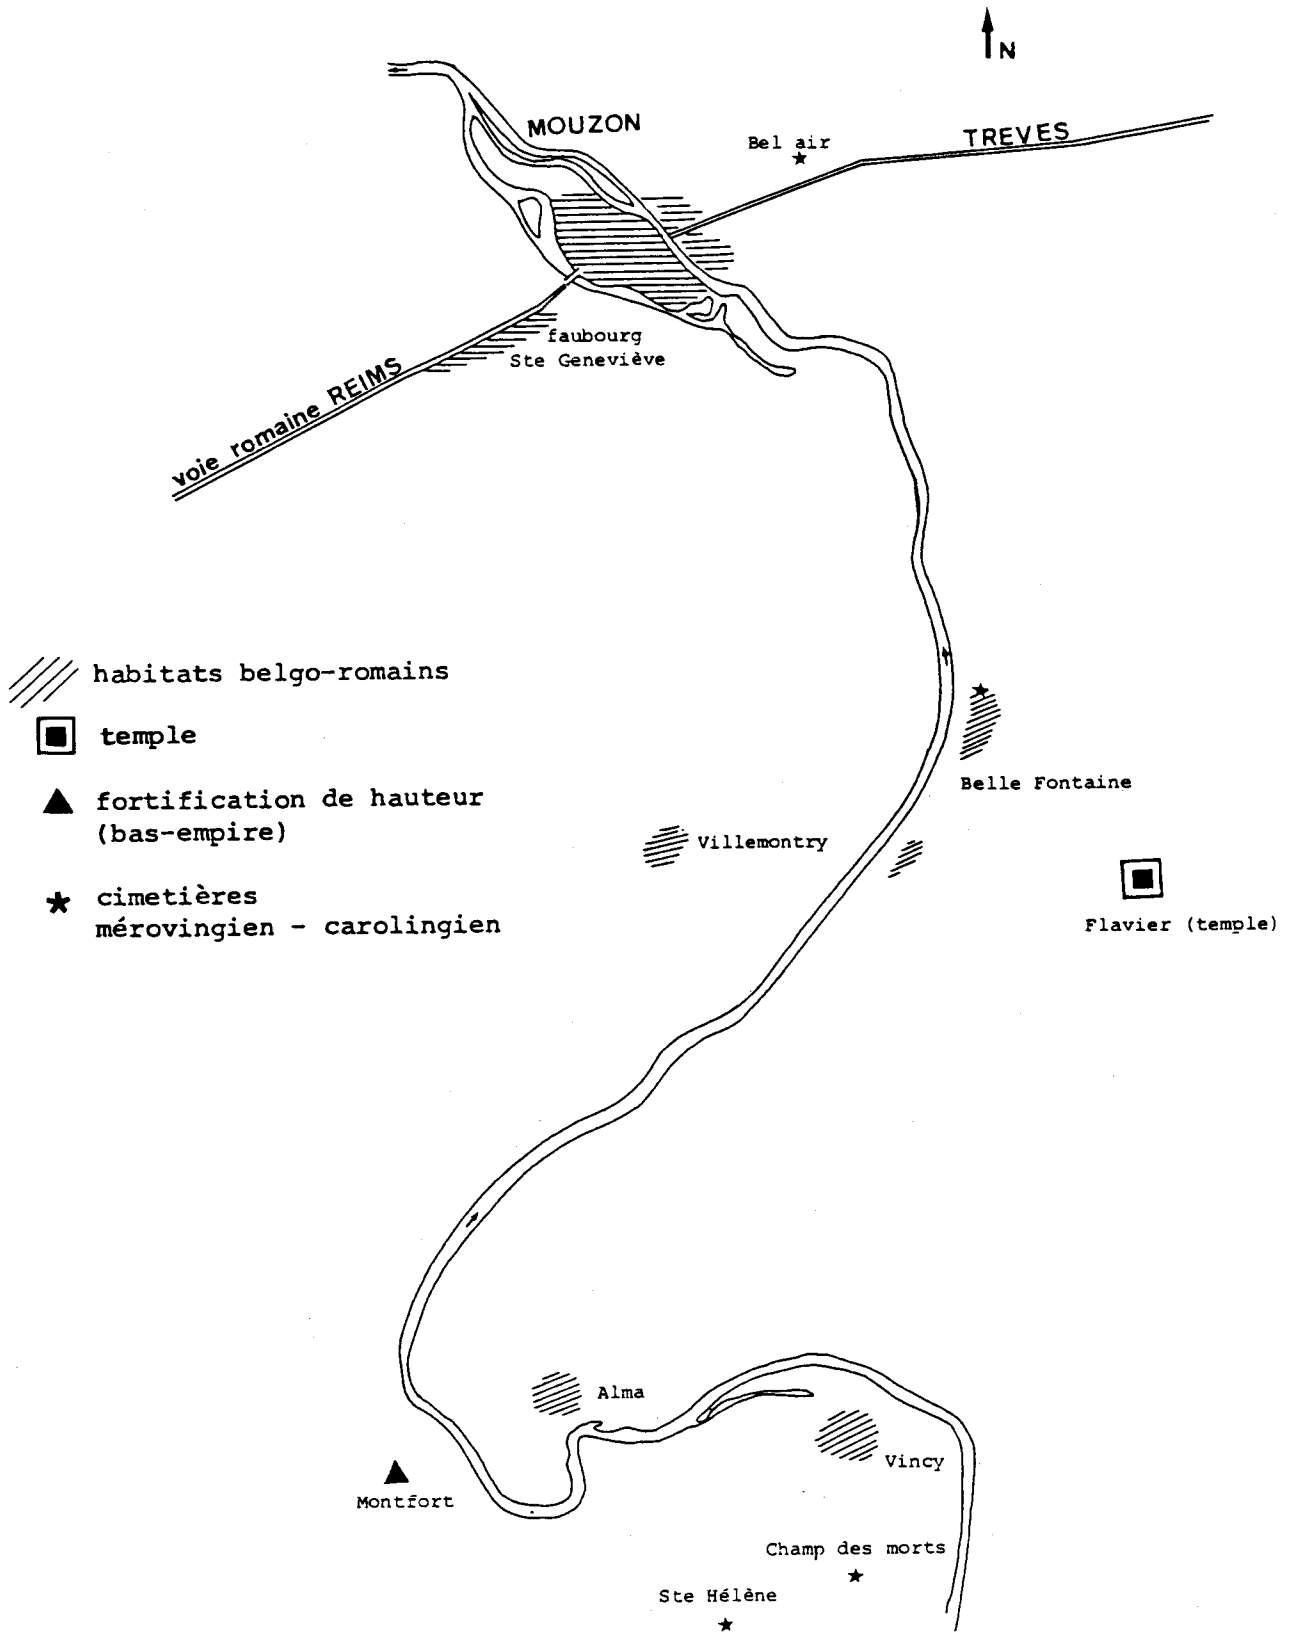 N
MOUZON
Bel air
TREVES
faubourg
Ste Geneviève
voie romaine REIMS
habitats belgo-romains
temple
fortification de hauteur
(bas-empire)
cimetières
mérovingien - carolingien
Belle Fontaine
Villemontry
Flavier (temple)
Alma
Vincy
Montfort
Champ des morts
Ste Hélène